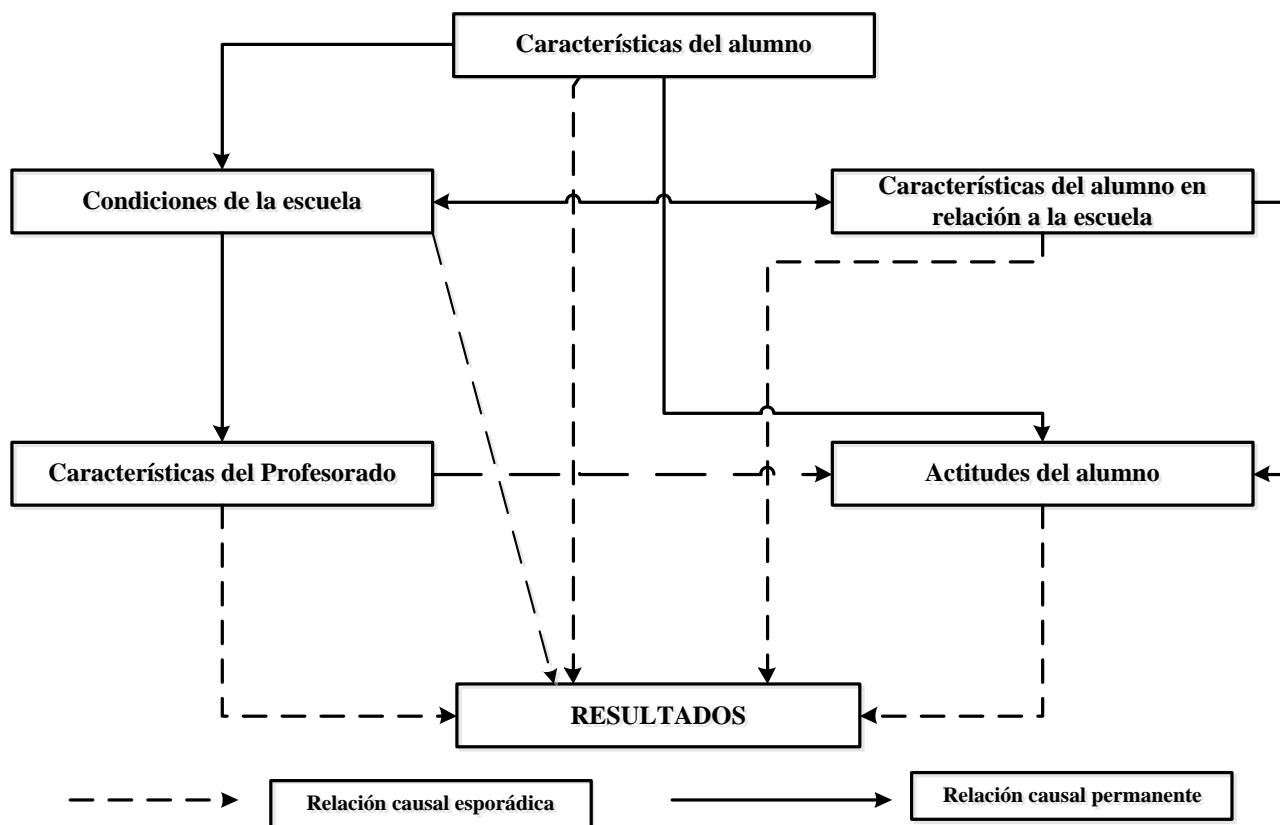 Características del alumno
Condiciones de la escuela
Características del alumno en
relación a la escuela
Características del Profesorado
Actitudes del alumno
RESULTADOS
Relación causal esporádica
Relación causal permanente